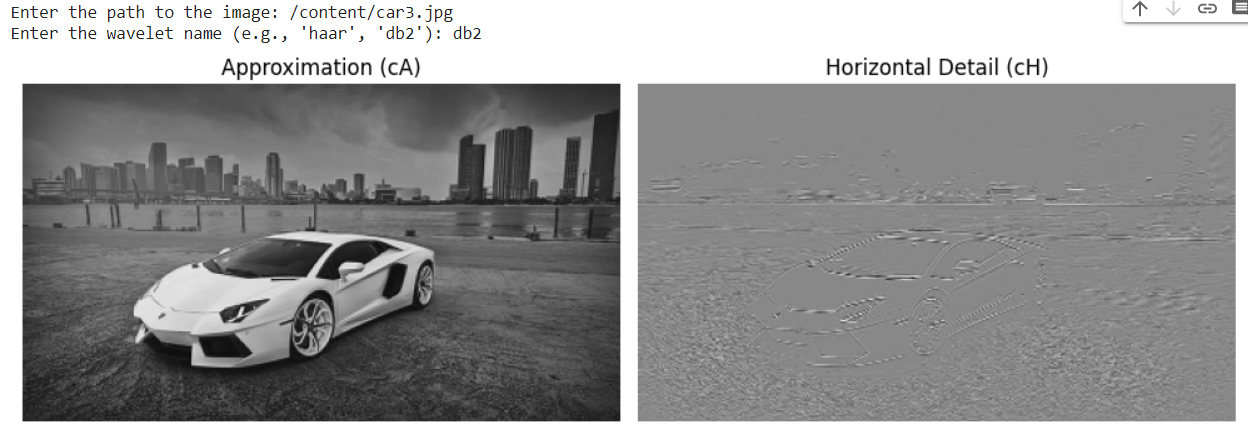 Enter the path to the image: /content/car3.jpg
Enter the wavelet name (e.g., 'haar', 'db2'): db2
Approximation (cA)
Horizontal Detail (cH)